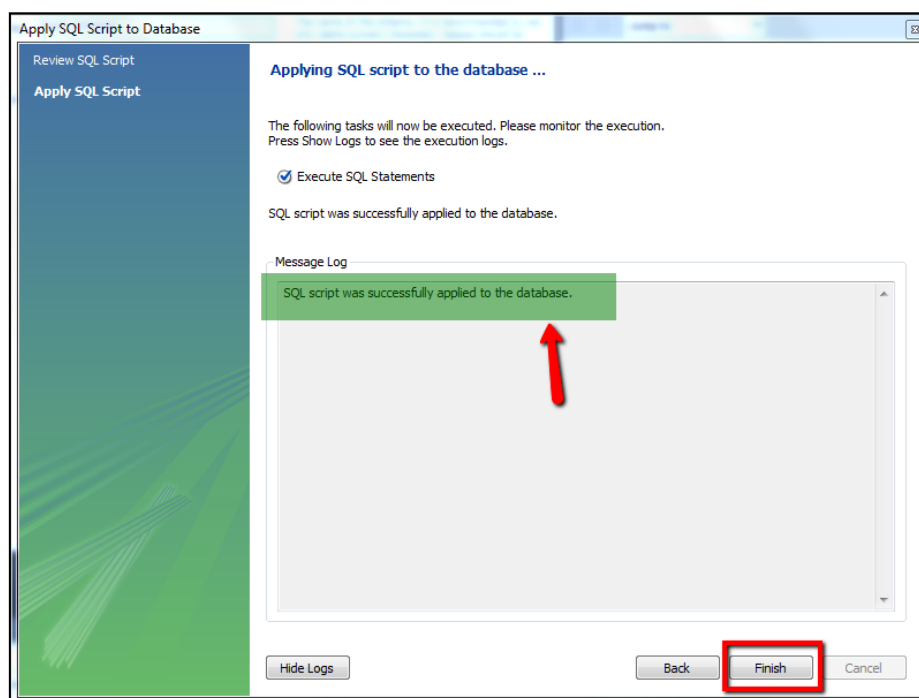 Apply SQL Script to Database
Review SQL Script
Apply SQL Script
Applying SQL script to the database ...
The following tasks will now be executed. Please monitor the execution.
Press Show Logs to see the execution logs.
Execute SQL Statements
SQL script was successfully applied to the database.
Message Log
SQL script was successfully applied to the database.
Hide Logs
Back
Finish
Cancel